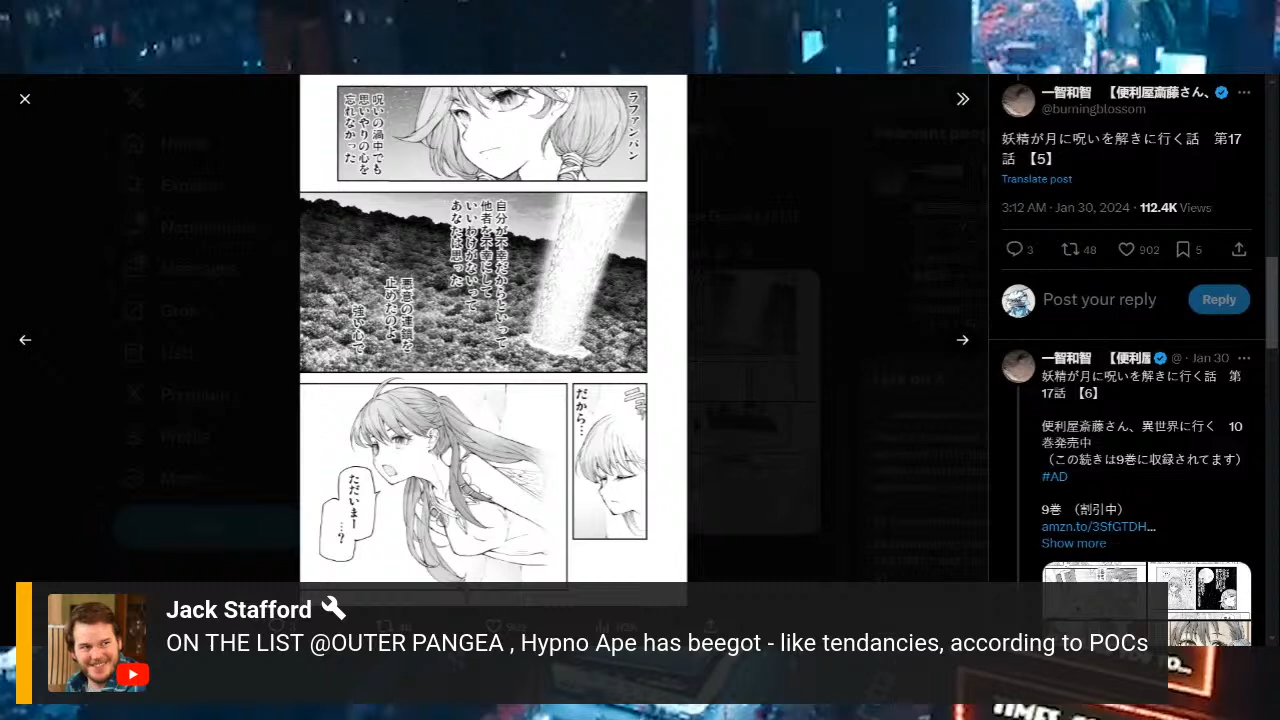 ラファンパン
呪いの渦中でも
思いやりの心を
忘れなかった
自分が不幸だからといって
他者を不幸にして
いいわけがないって
あなたは思った
悪意の連鎖を
止めたのよ
強い心で
だから…
ただいまー
…？
一智和智 【便利屋斎藤さん、
@burningblossom
妖精が月に呪いを解きに行く話 第17
話 【5】
Translate post
3:12 AM · Jan 30, 2024 · 112.4K Views
3 48 902 5
Post your reply Reply
一智和智 【便利屋 @ · Jan 30
妖精が月に呪いを解きに行く話 第
17話 【6】
便利屋斎藤さん、異世界に行く 10
巻発売中
（この続きは9巻に収録されてます）
#AD
9巻 （割引中）
amzn.to/3SfGTDH…
Show more
Jack Stafford
ON THE LIST @OUTER PANGEA , Hypno Ape has beegot - like tendancies, according to POCs